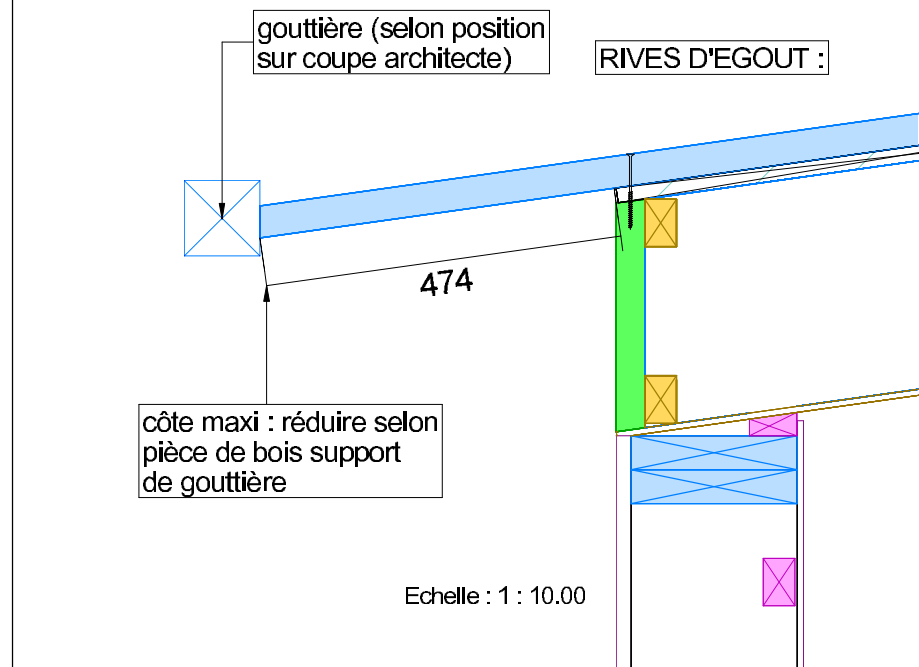 gouttière (selon position
sur coupe architecte)
RIVES D'EGOUT :
474
côte maxi : réduire selon
pièce de bois support
de gouttière
Echelle : 1 : 10.00